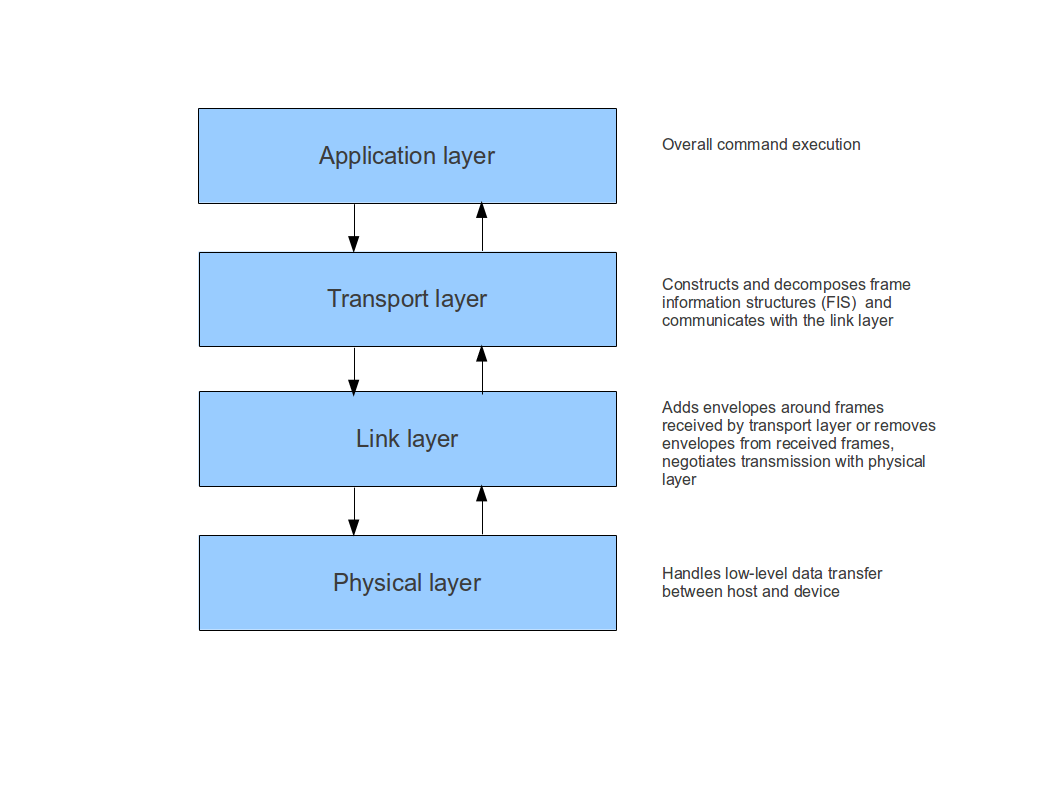 Application layer
Overall command execution
Transport layer
Constructs and decomposes frame
information structures (FIS)  and
communicates with the link layer
Link layer
Adds envelopes around frames
received by transport layer or removes
envelopes from received frames,
negotiates transmission with physical
layer
Physical layer
Handles low-level data transfer
between host and device